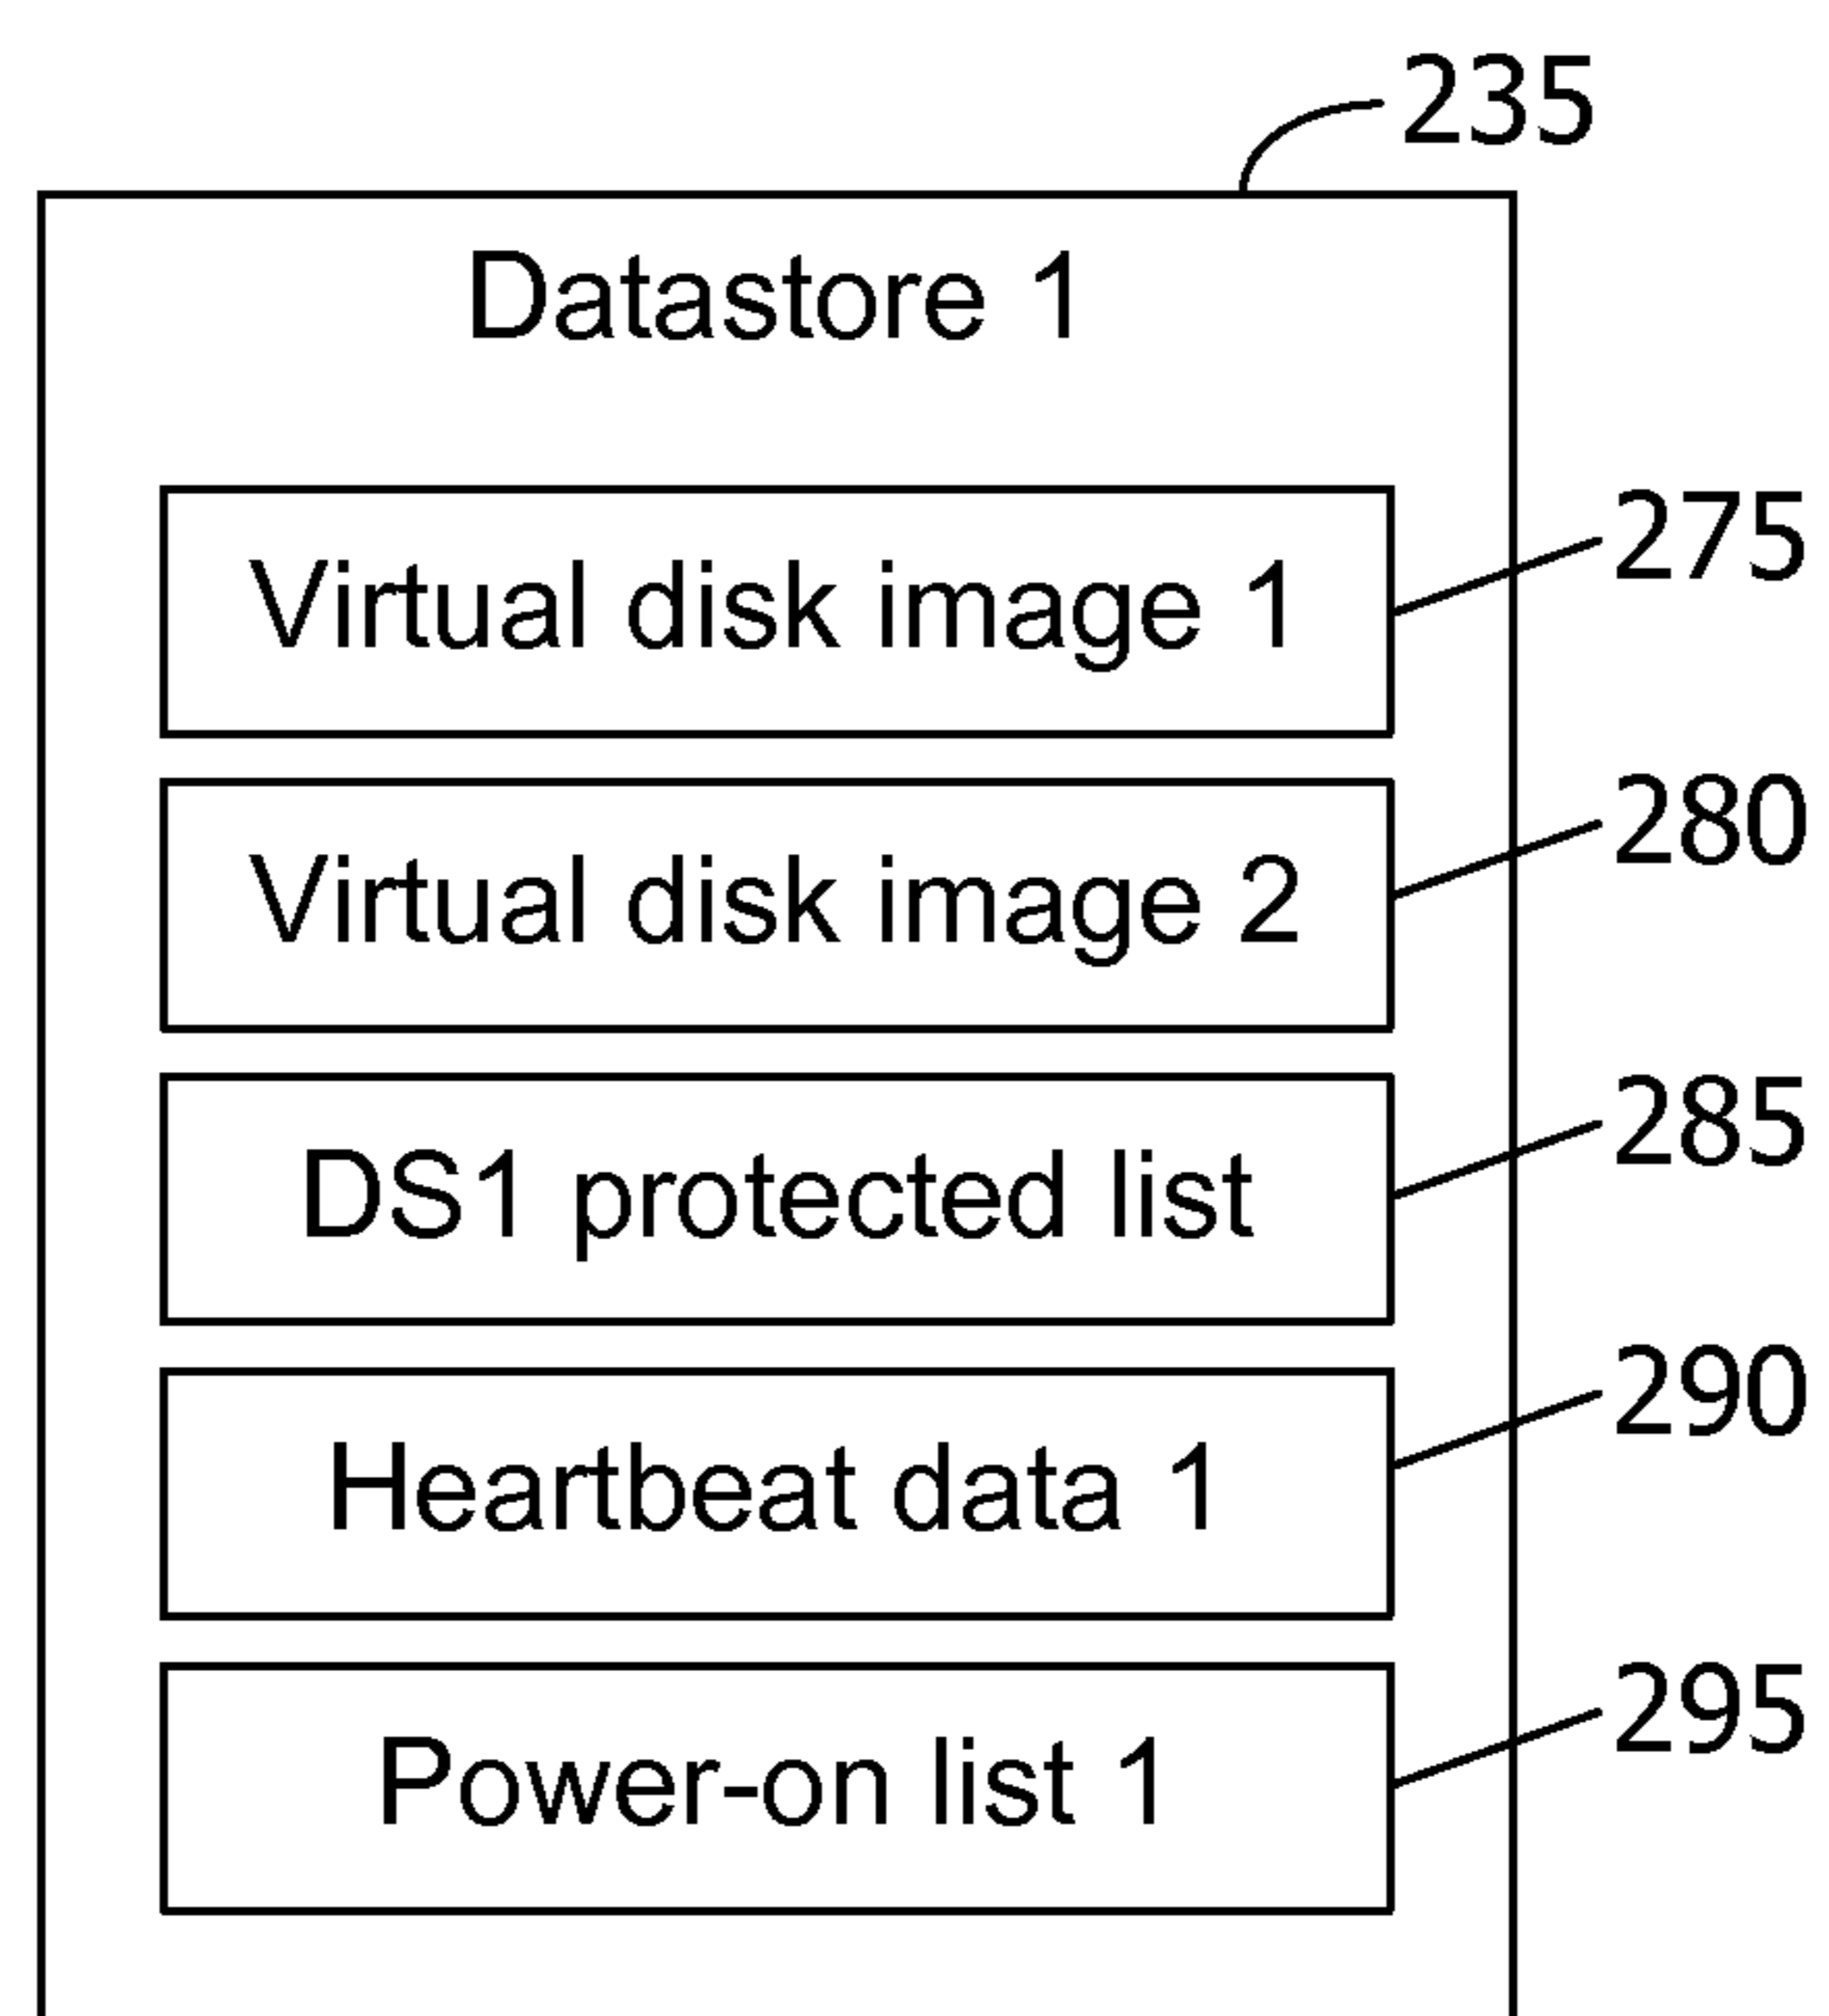 235
Datastore 1
Virtual disk image 1
275
Virtual disk image 2
280
DS1 protected list
285
Heartbeat data 1
290
Power-on list 1
295